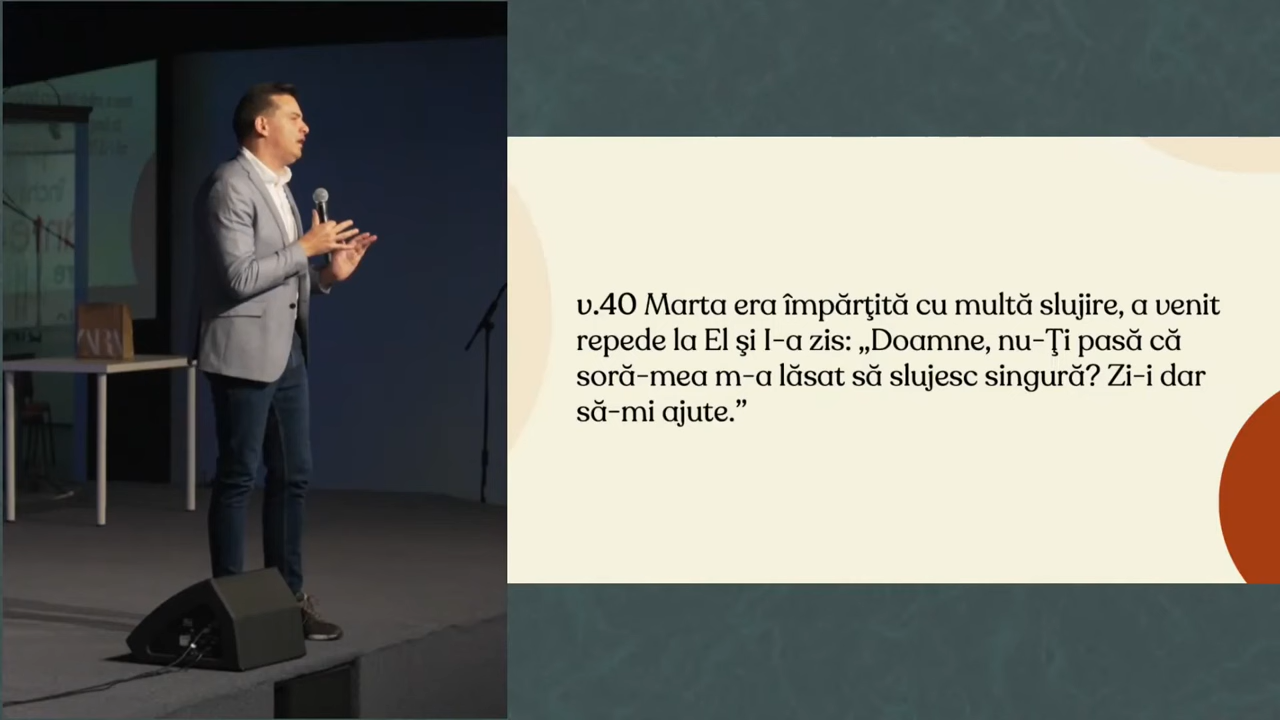 ZARA
v.40 Marta era împărţită cu multă slujire, a venit
repede la El şi I-a zis: „Doamne, nu-Ţi pasă că
soră-mea m-a lăsat să slujesc singură? Zi-i dar
să-mi ajute.”